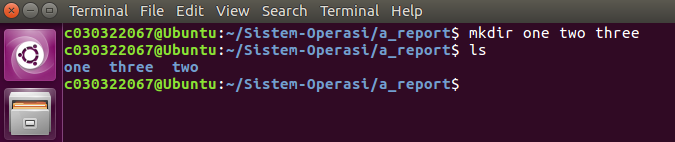 Terminal File Edit View Search Terminal Help
c030322067@Ubuntu:~/Sistem-Operasi/a_report$ mkdir one two three
c030322067@Ubuntu:~/Sistem-Operasi/a_report$ ls
one three two
c030322067@Ubuntu:~/Sistem-Operasi/a_report$